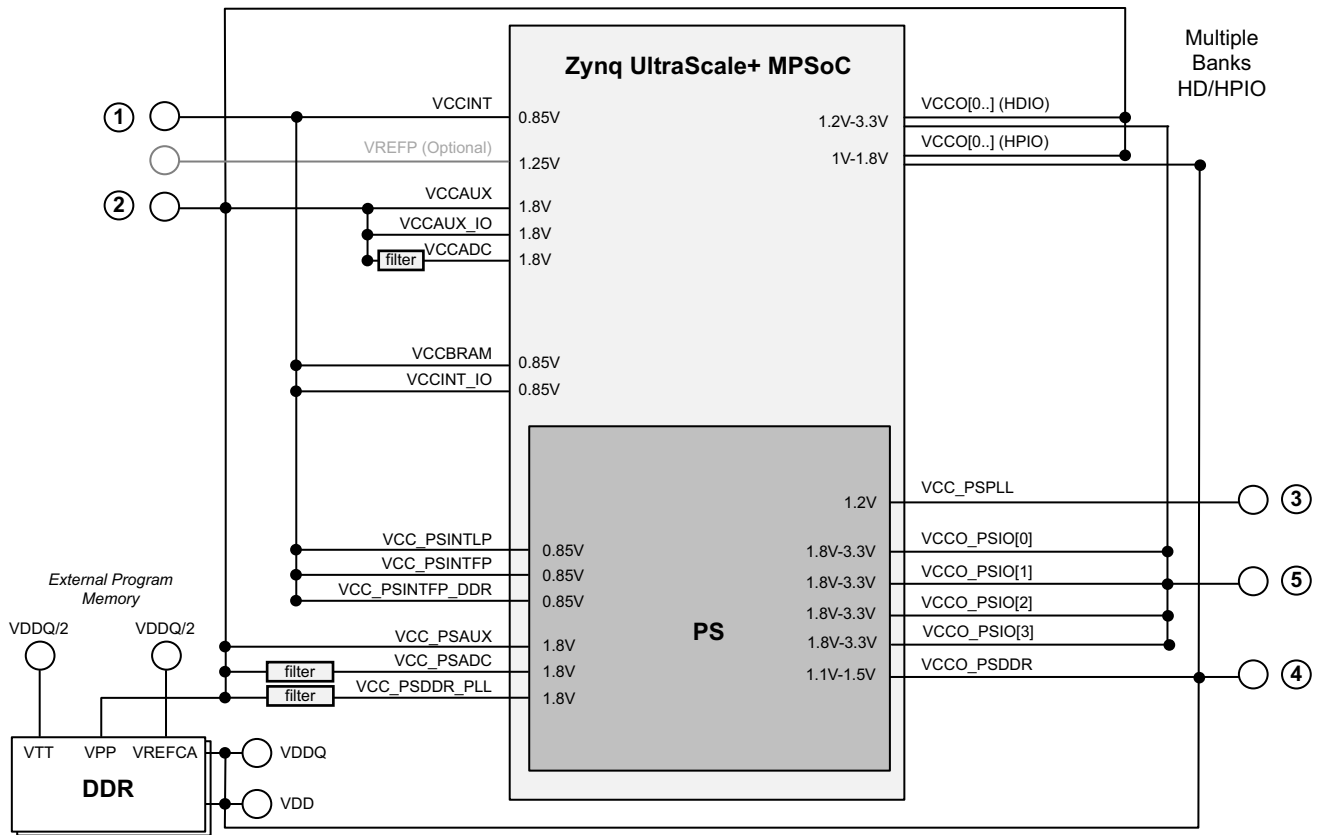 Zynq UltraScale+ MPSoC
Multiple
Banks
HD/HPIO
1
VCCINT
0.85V
VREFP (Optional)
1.25V
2
VCCAUX
1.8V
VCCAUX_IO
1.8V
filter
VCCADC
1.8V
VCCO[0..] (HDIO)
1.2V-3.3V
VCCO[0..] (HPIO)
1V-1.8V
VCCBRAM
0.85V
VCCINT_IO
0.85V
VCC_PSINTLP
0.85V
VCC_PSINTFP
0.85V
VCC_PSINTFP_DDR
0.85V
VCC_PSAUX
1.8V
filter
VCC_PSADC
1.8V
filter
VCC_PSDDR_PLL
1.8V
PS
1.2V
VCC_PSPLL
3
1.8V-3.3V
VCCO_PSIO[0]
1.8V-3.3V
VCCO_PSIO[1]
5
1.8V-3.3V
VCCO_PSIO[2]
1.8V-3.3V
VCCO_PSIO[3]
1.1V-1.5V
VCCO_PSDDR
4
External Program
Memory
VDDQ/2
VDDQ/2
VTT
VPP
VREFCA
DDR
VDDQ
VDD